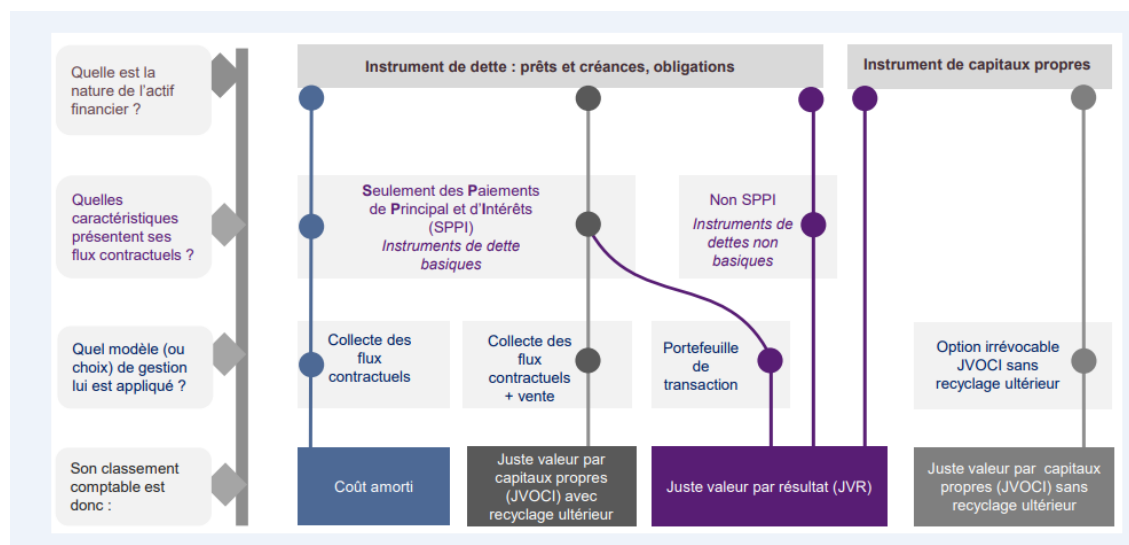 Quelle est la
nature de l'actif
financier ?
Instrument de dette : prêts et créances, obligations
Instrument de capitaux propres
Quelles
caractéristiques
présentent ses
flux contractuels ?
Seulement des Paiements
de Principal et d'Intérêts
(SPPI)
Instruments de dette
basiques
Non SPPI
Instruments de
dettes non
basiques
Quel modèle (ou
choix) de gestion
lui est appliqué ?
Collecte des
flux
contractuels
Collecte des
flux
contractuels
+ vente
Portefeuille
de
transaction
Option irrévocable
JVOCI sans
recyclage ultérieur
Son classement
comptable est
donc :
Coût amorti
Juste valeur par
capitaux propres
(JVOCI) avec
recyclage ultérieur
Juste valeur par résultat (JVR)
Juste valeur par capitaux
propres (JVOCI) sans
recyclage ultérieur